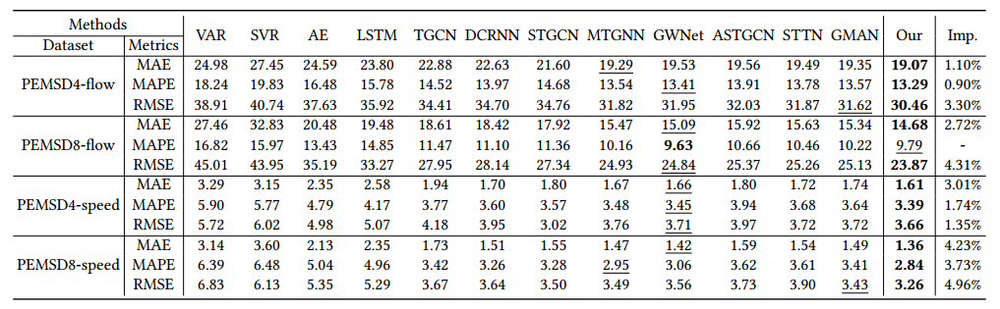 Methods VAR SVR AE LSTM TGCN DCRNN STGCN MTGNN GWNet ASTGCN STTN GMAN Our Imp.
Dataset Metrics
PEMSD4-flow MAE 24.98 27.45 24.59 23.80 22.88 22.63 21.60 19.29 19.53 19.56 19.49 19.35 19.07 1.10%
MAPE 18.24 19.83 16.48 15.78 14.52 13.97 14.68 13.54 13.41 13.91 13.78 13.57 13.29 0.90%
RMSE 38.91 40.74 37.63 35.92 34.41 34.70 34.76 31.82 31.95 32.03 31.87 31.62 30.46 3.30%
PEMSD8-flow MAE 27.46 32.83 20.48 19.48 18.61 18.42 17.92 15.47 15.09 15.92 15.63 15.34 14.68 2.72%
MAPE 16.82 15.97 13.43 14.85 11.47 11.10 11.36 10.16 9.63 10.66 10.46 10.22 9.79 -
RMSE 45.01 43.95 35.19 33.27 27.95 28.14 27.34 24.93 24.84 25.37 25.26 25.13 23.87 4.31%
PEMSD4-speed MAE 3.29 3.15 2.35 2.58 1.94 1.70 1.80 1.67 1.66 1.80 1.72 1.74 1.61 3.01%
MAPE 5.90 5.77 4.79 4.17 3.77 3.60 3.57 3.48 3.45 3.94 3.68 3.64 3.39 1.74%
RMSE 5.72 6.02 4.98 5.07 4.18 3.95 3.02 3.76 3.71 3.97 3.72 3.72 3.66 1.35%
PEMSD8-speed MAE 3.14 3.60 2.13 2.35 1.73 1.51 1.55 1.47 1.42 1.59 1.54 1.49 1.36 4.23%
MAPE 6.39 6.48 5.04 4.96 3.42 3.26 3.28 2.95 3.06 3.62 3.61 3.41 2.84 3.73%
RMSE 6.83 6.13 5.35 5.29 3.67 3.64 3.50 3.49 3.56 3.73 3.90 3.43 3.26 4.96%